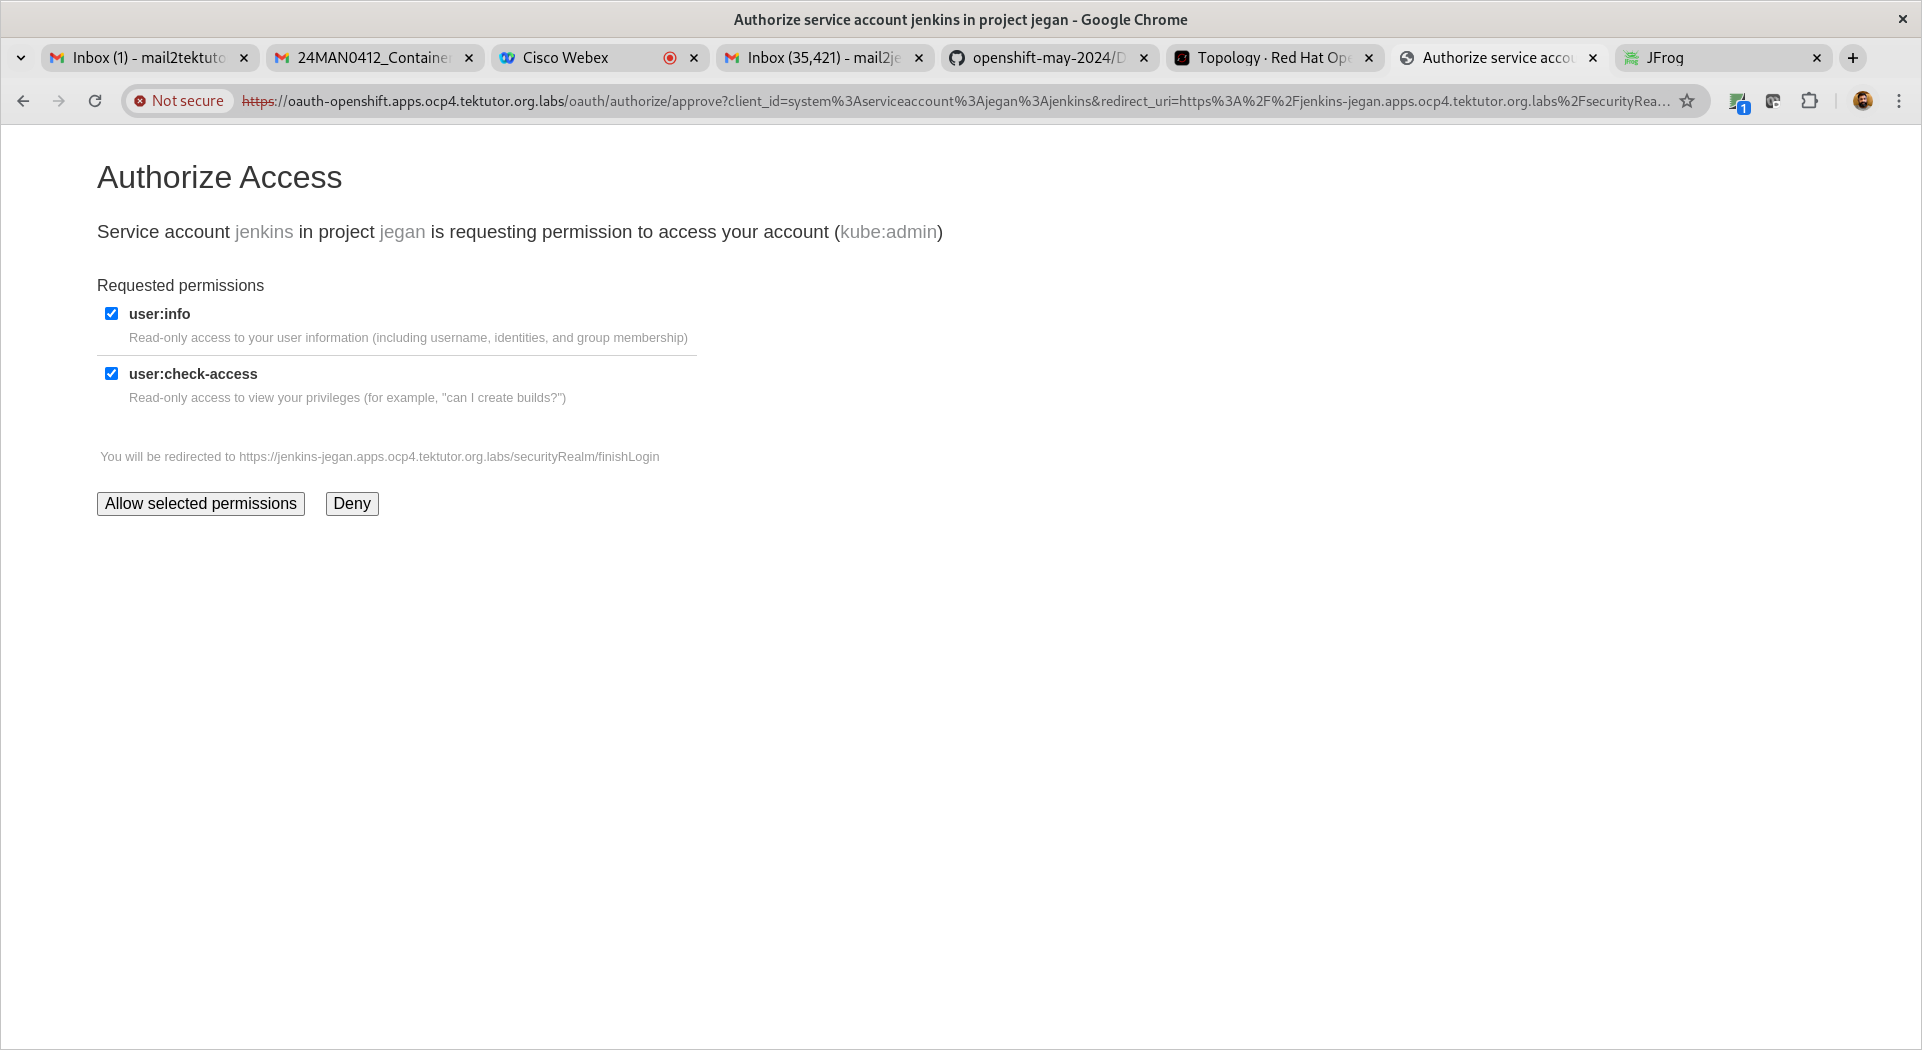 Authorize service account jenkins in project jegan - Google Chrome
Inbox (1) - mail2tektuto
24MAN0412_Container
Cisco Webex
Inbox (35,421) - mail2je
openshift-may-2024/D
Topology · Red Hat Ope
Authorize service accou
JFrog
Not secure
https://oauth-openshift.apps.ocp4.tektutor.org.labs/oauth/authorize/approve?client_id=system%3Aserviceaccount%3Ajegan%3Ajenkins&redirect_uri=https%3A%2F%2Fjenkins-jegan.apps.ocp4.tektutor.org.labs%2FsecurityRea...
1
Authorize Access
Service account jenkins in project jegan is requesting permission to access your account (kube:admin)
Requested permissions
user:info
Read-only access to your user information (including username, identities, and group membership)
user:check-access
Read-only access to view your privileges (for example, "can I create builds?")
You will be redirected to https://jenkins-jegan.apps.ocp4.tektutor.org.labs/securityRealm/finishLogin
Allow selected permissions
Deny